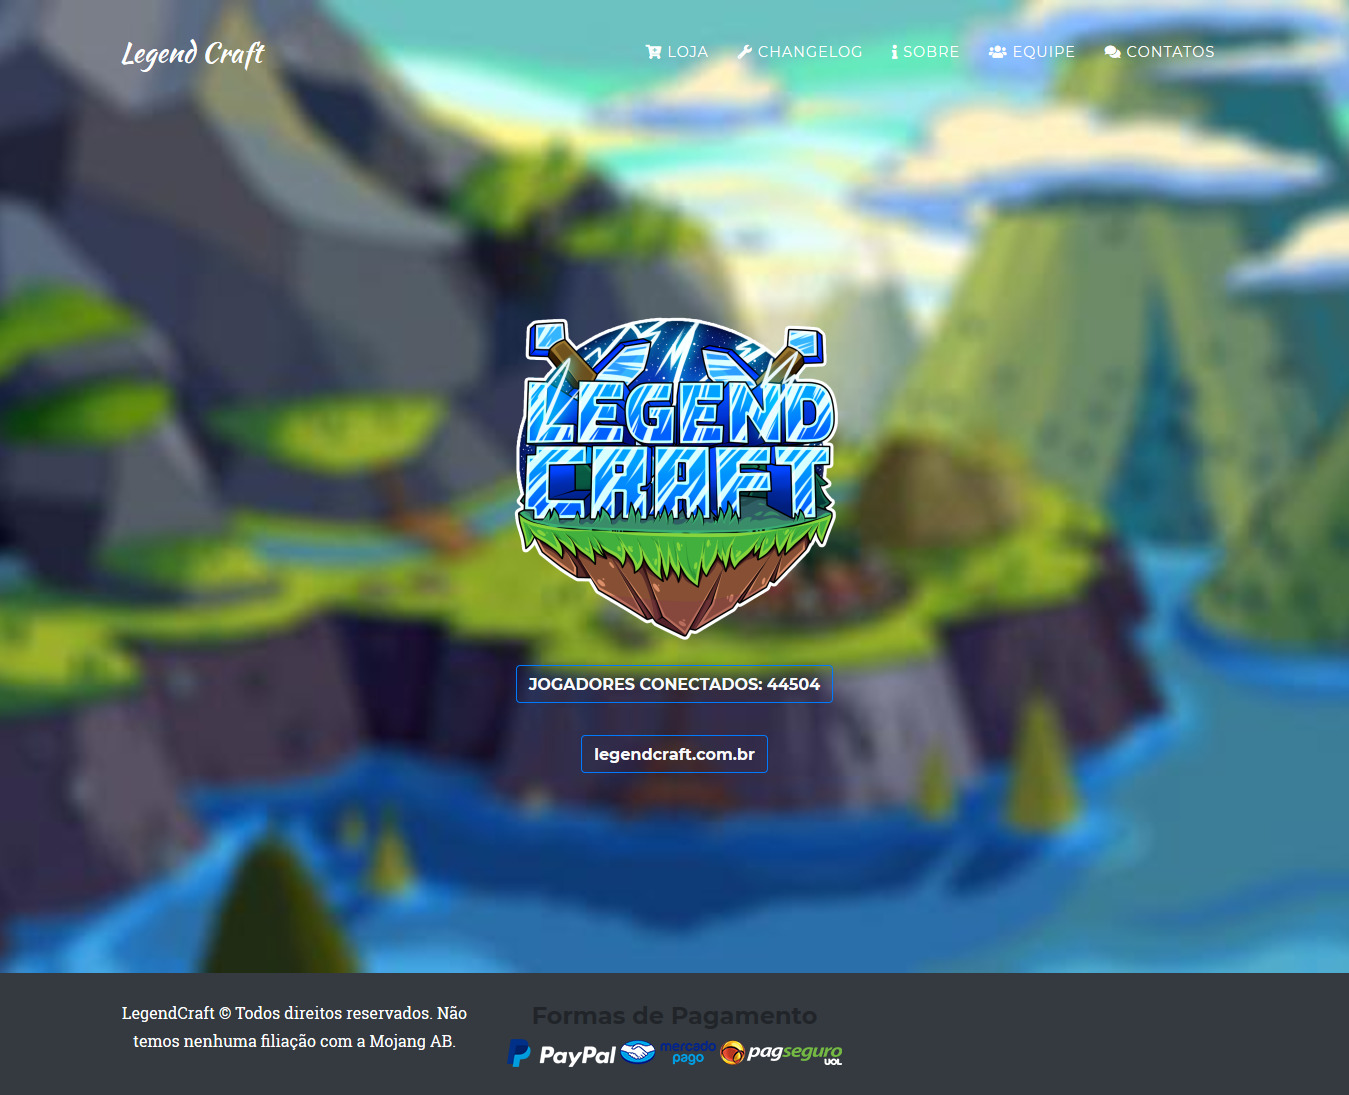 Legend Craft
LOJA CHANGELOG SOBRE EQUIPE CONTATOS
LEGEND
CRAFT
JOGADORES CONECTADOS: 44504
legendcraft.com.br
LegendCraft © Todos direitos reservados. Não
temos nenhuma filiação com a Mojang AB.
Formas de Pagamento
PayPal mercado pago pagseguro UOL